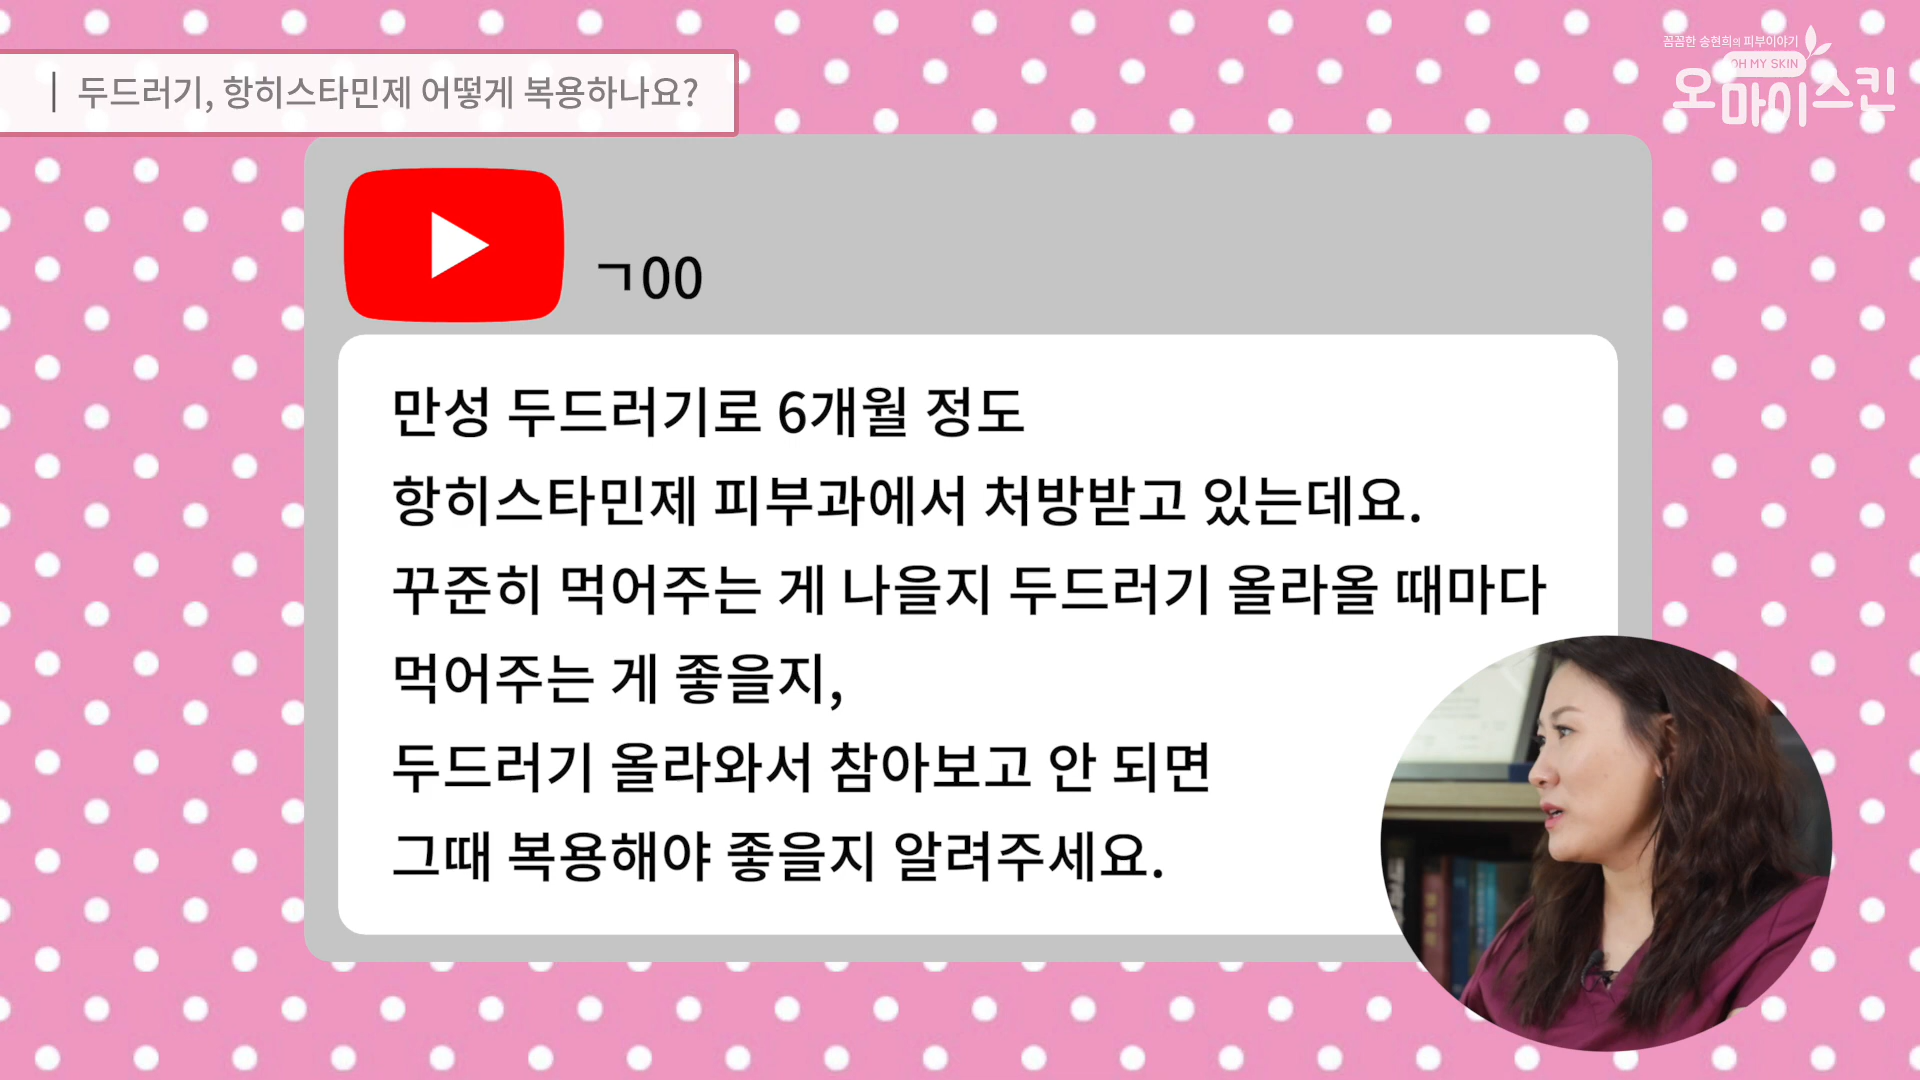 두드러기, 항히스타민제 어떻게 복용하나요?
꼼꼼한 송현희의 피부이야기
OH MY SKIN
오마이스킨
ㄱ00
만성 두드러기로 6개월 정도
항히스타민제 피부과에서 처방받고 있는데요.
꾸준히 먹어주는 게 나을지 두드러기 올라올 때마다
먹어주는 게 좋을지,
두드러기 올라와서 참아보고 안 되면
그때 복용해야 좋을지 알려주세요.